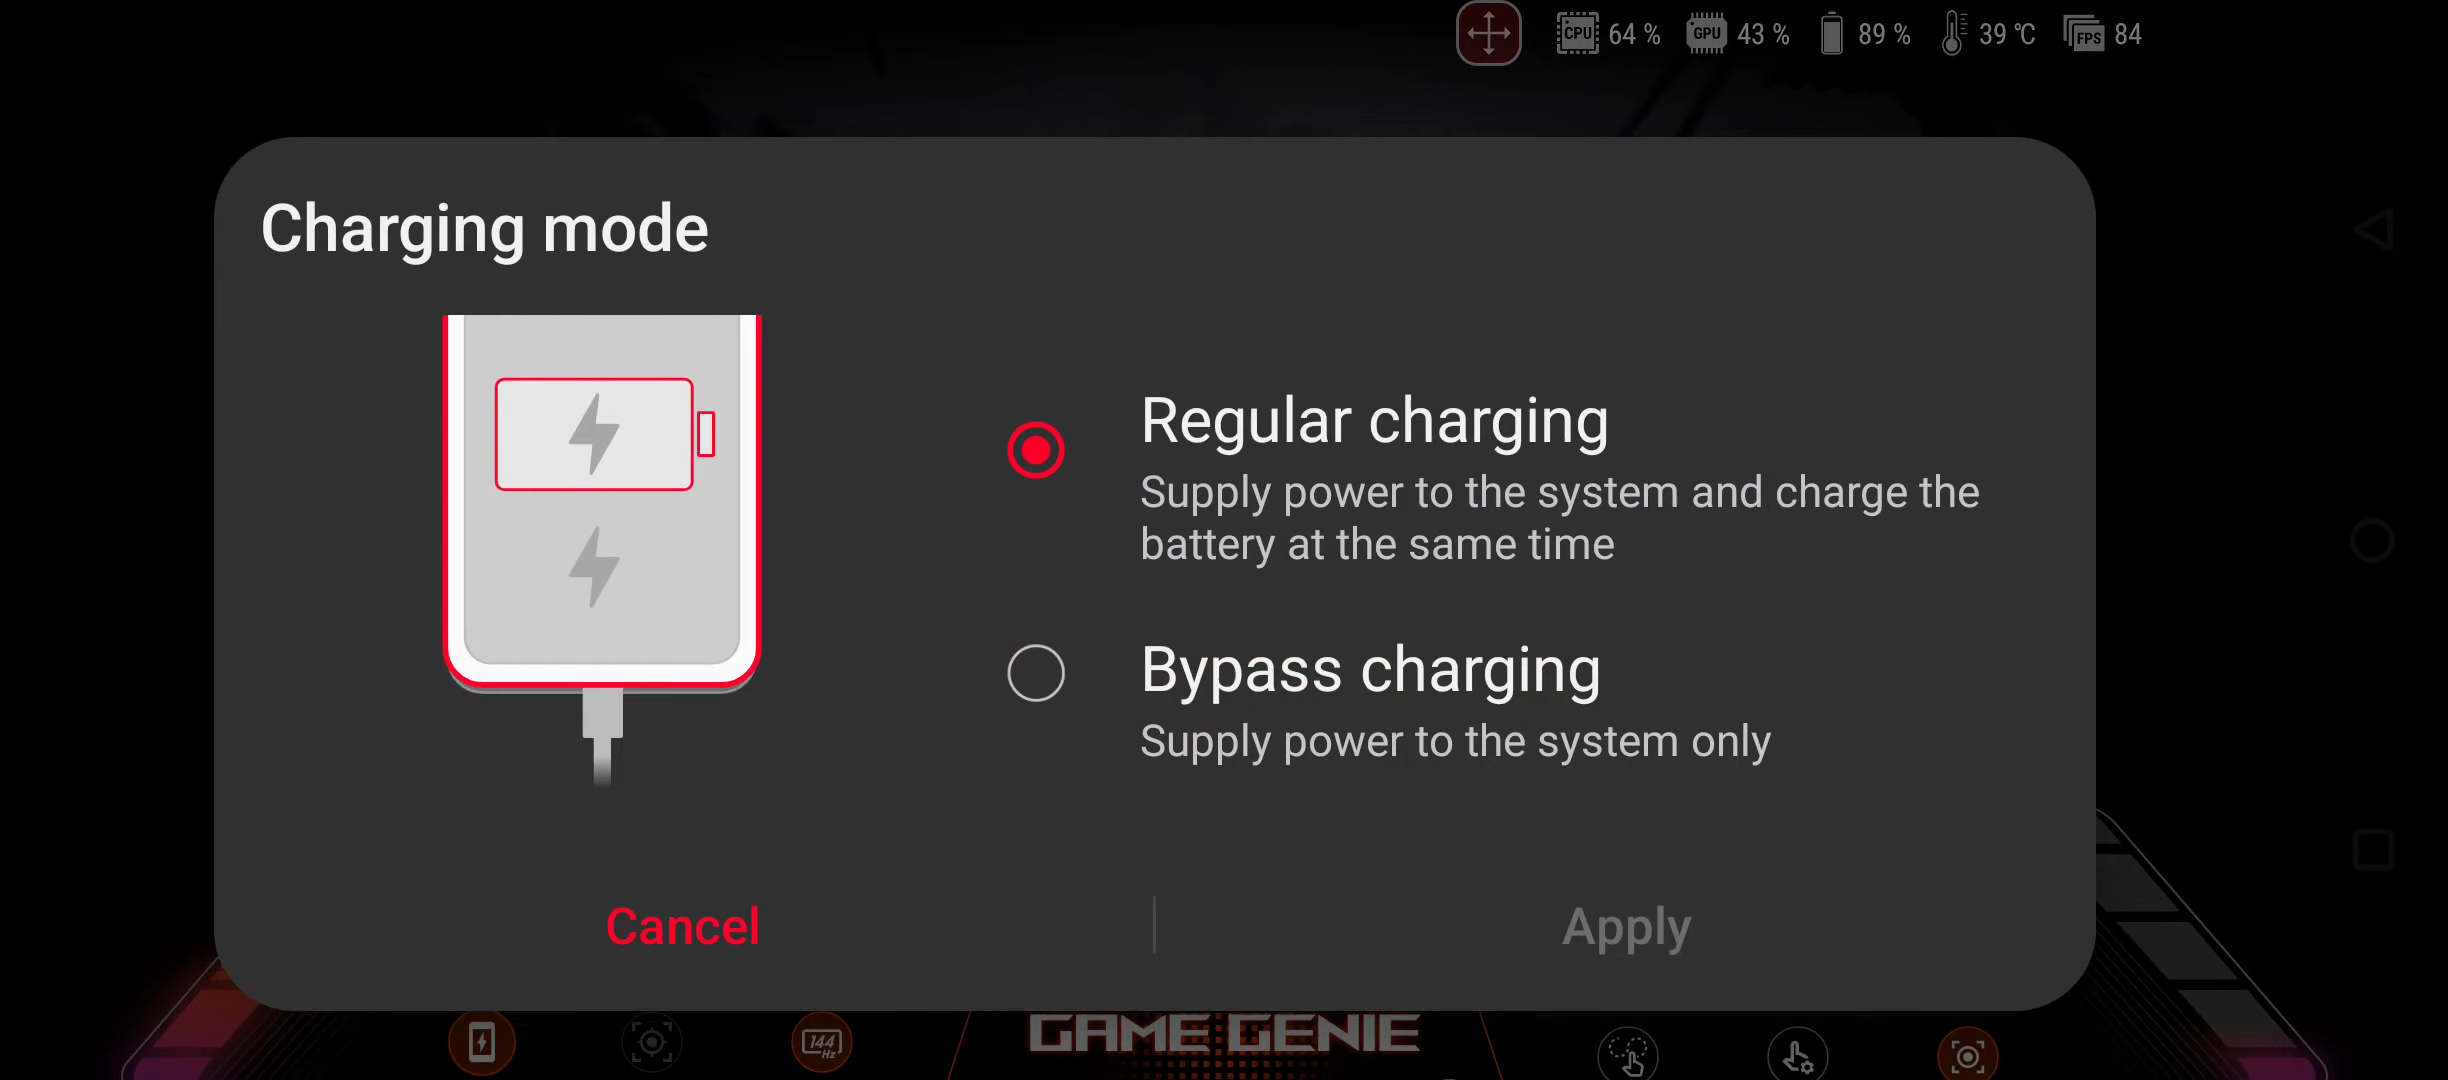 CPU 64 % GPU 43 % 89 % 39 °C FPS 84
Charging mode
Regular charging
Supply power to the system and charge the
battery at the same time
Bypass charging
Supply power to the system only
Cancel Apply
144 Hz GAME GENIE